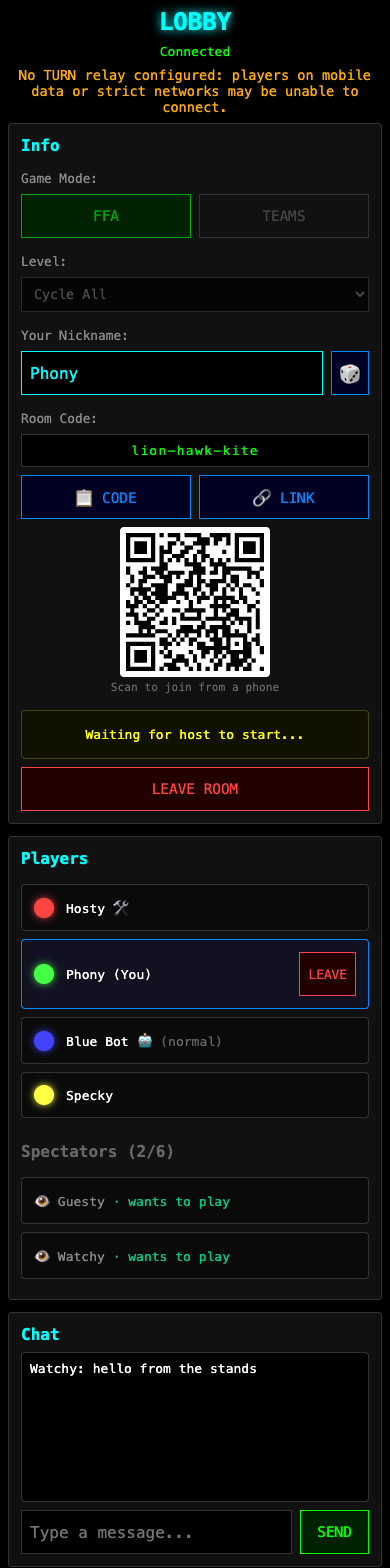 LOBBY
Connected
No TURN relay configured: players on mobile
data or strict networks may be unable to
connect.
Info
Game Mode:
FFA
TEAMS
Level:
Cycle All
Your Nickname:
Phony
Room Code:
lion-hawk-kite
CODE
LINK
Scan to join from a phone
Waiting for host to start...
LEAVE ROOM
Players
Hosty
Phony (You)
LEAVE
Blue Bot (normal)
Specky
Spectators (2/6)
Guesty · wants to play
Watchy · wants to play
Chat
Watchy: hello from the stands
Type a message...
SEND